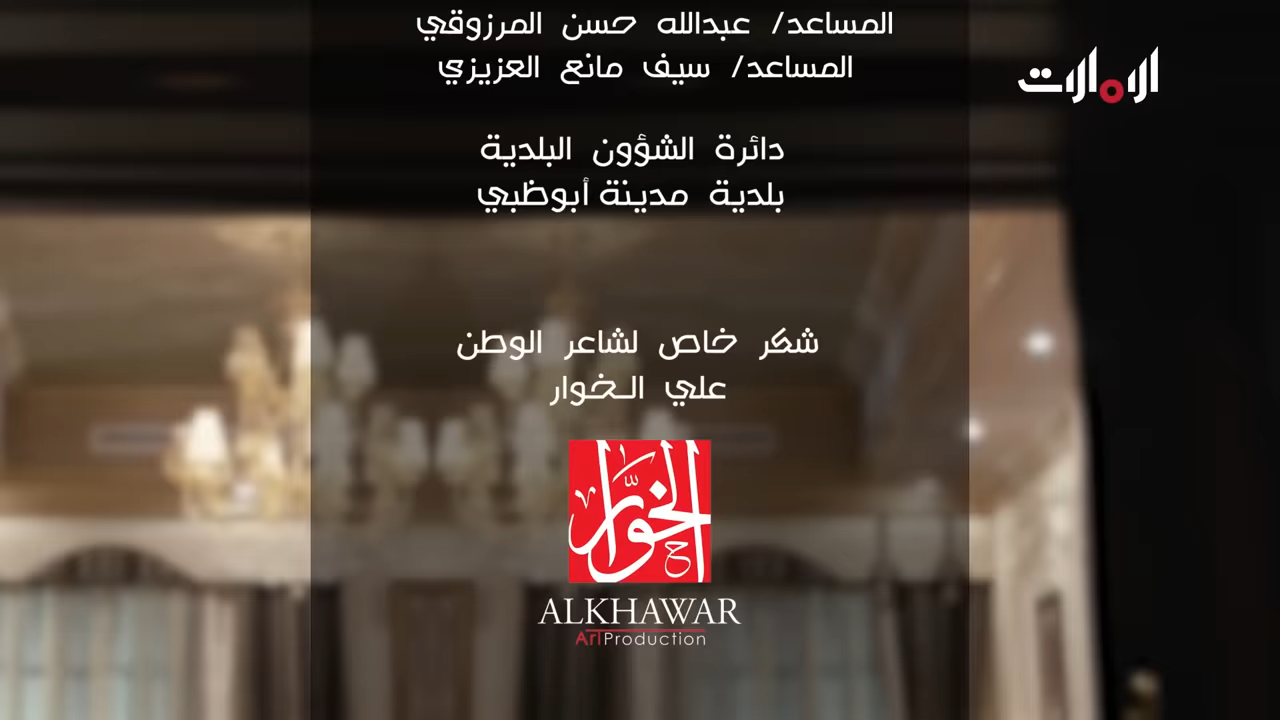 المساعد/ عبدالله حسن المرزوقي
المساعد/ سيف مانع العزيزي
الإمارات
دائرة الشؤون البلدية
بلدية مدينة أبوظبي
شكر خاص لشاعر الوطن
علي الخوار
الخوار
ALKHAWAR
ArtProduction